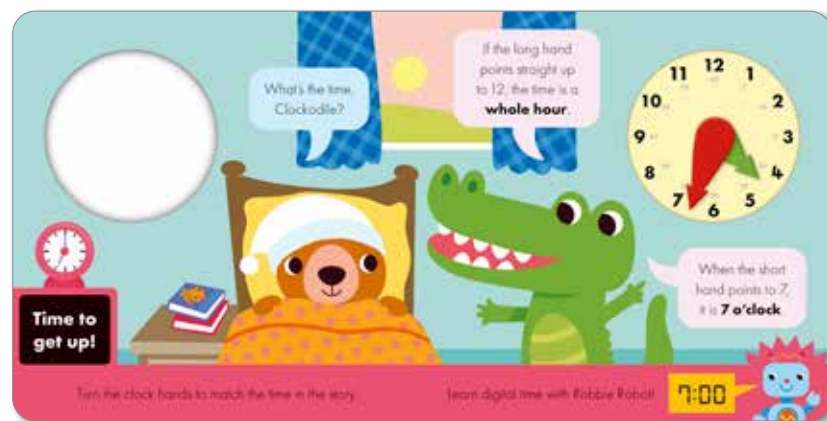 What's the time,
Clockodile?
If the long hand
points straight up
to 12, the time is a
whole hour.
11 12 1
10 2
9 3
8 4
7 6 5
When the short
hand points to 7,
it is 7 o'clock
Time to
get up!
Turn the clock hands to match the time in the story.
Learn digital time with Robbie Robot!
7:00